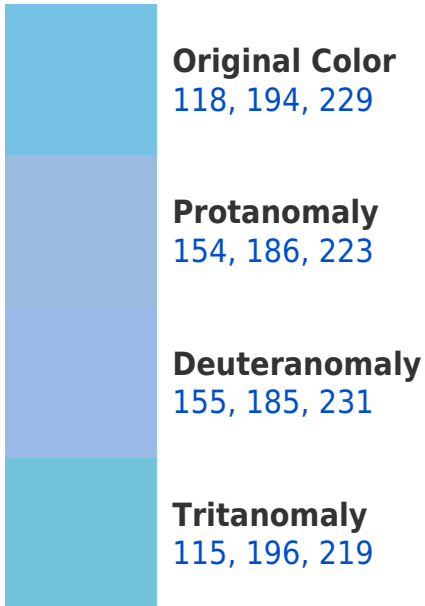 Original Color
118, 194, 229
Protanomaly
154, 186, 223
Deuteranomaly
155, 185, 231
Tritanomaly
115, 196, 219